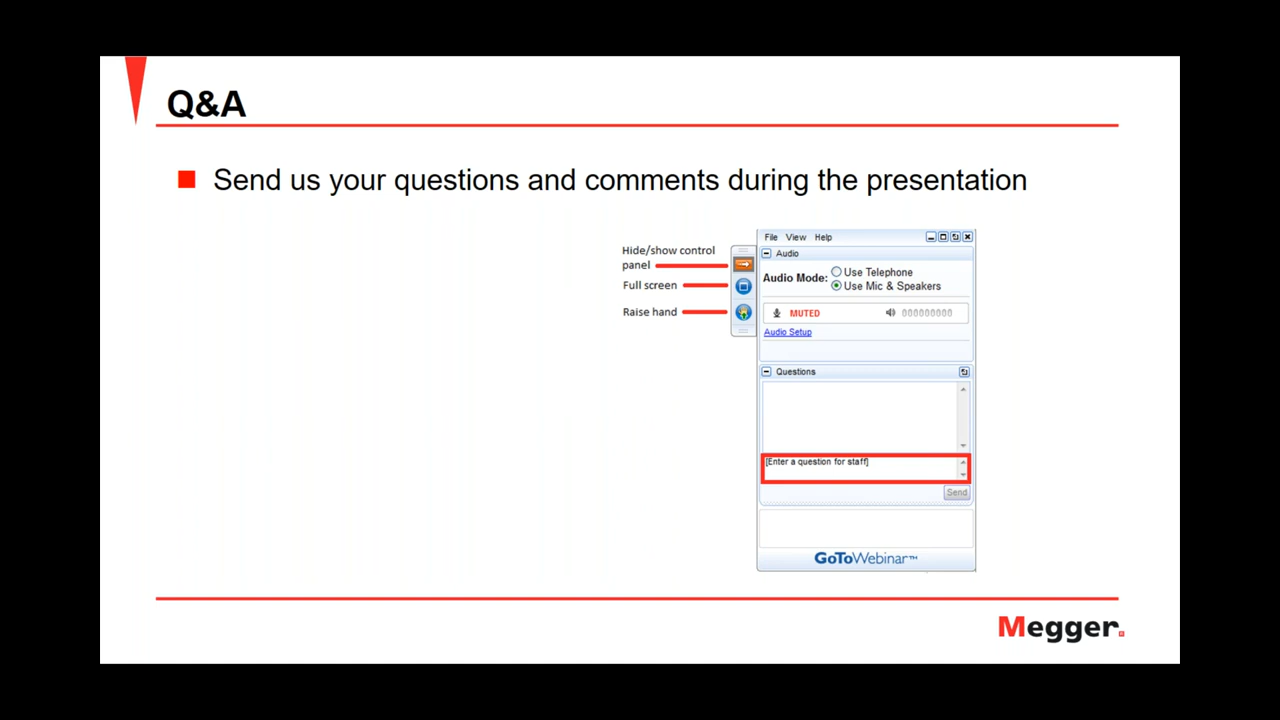 Q&A
Send us your questions and comments during the presentation
Hide/show control
panel
Full screen
Raise hand
File View Help
Audio
Audio Mode:
Use Telephone
Use Mic & Speakers
MUTED
000000000
Audio Setup
Questions
[Enter a question for staff]
Send
GoToWebinar™
Megger.